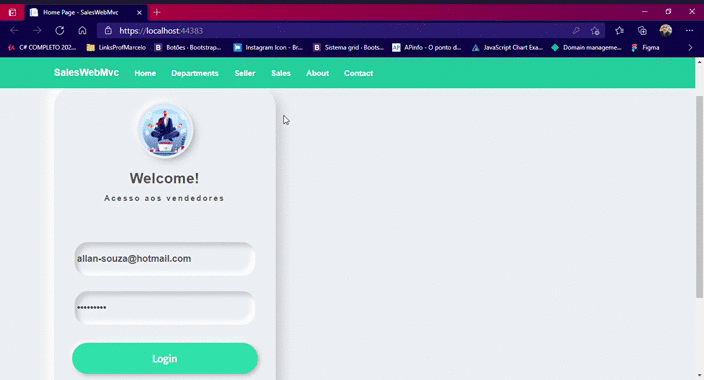 Home Page - SalesWebMvc
https://localhost:44383
C# COMPLETO 202...
LinksProfMarcelo
Botões · Bootstrap...
Instagram Icon - Br...
Sistema grid · Boots...
APinfo - O ponto d...
JavaScript Chart Exa...
Domain manageme...
Figma
SalesWebMvc
Home
Departments
Seller
Sales
About
Contact
Welcome!
Acesso aos vendedores
allan-souza@hotmail.com
•••••••••
Login